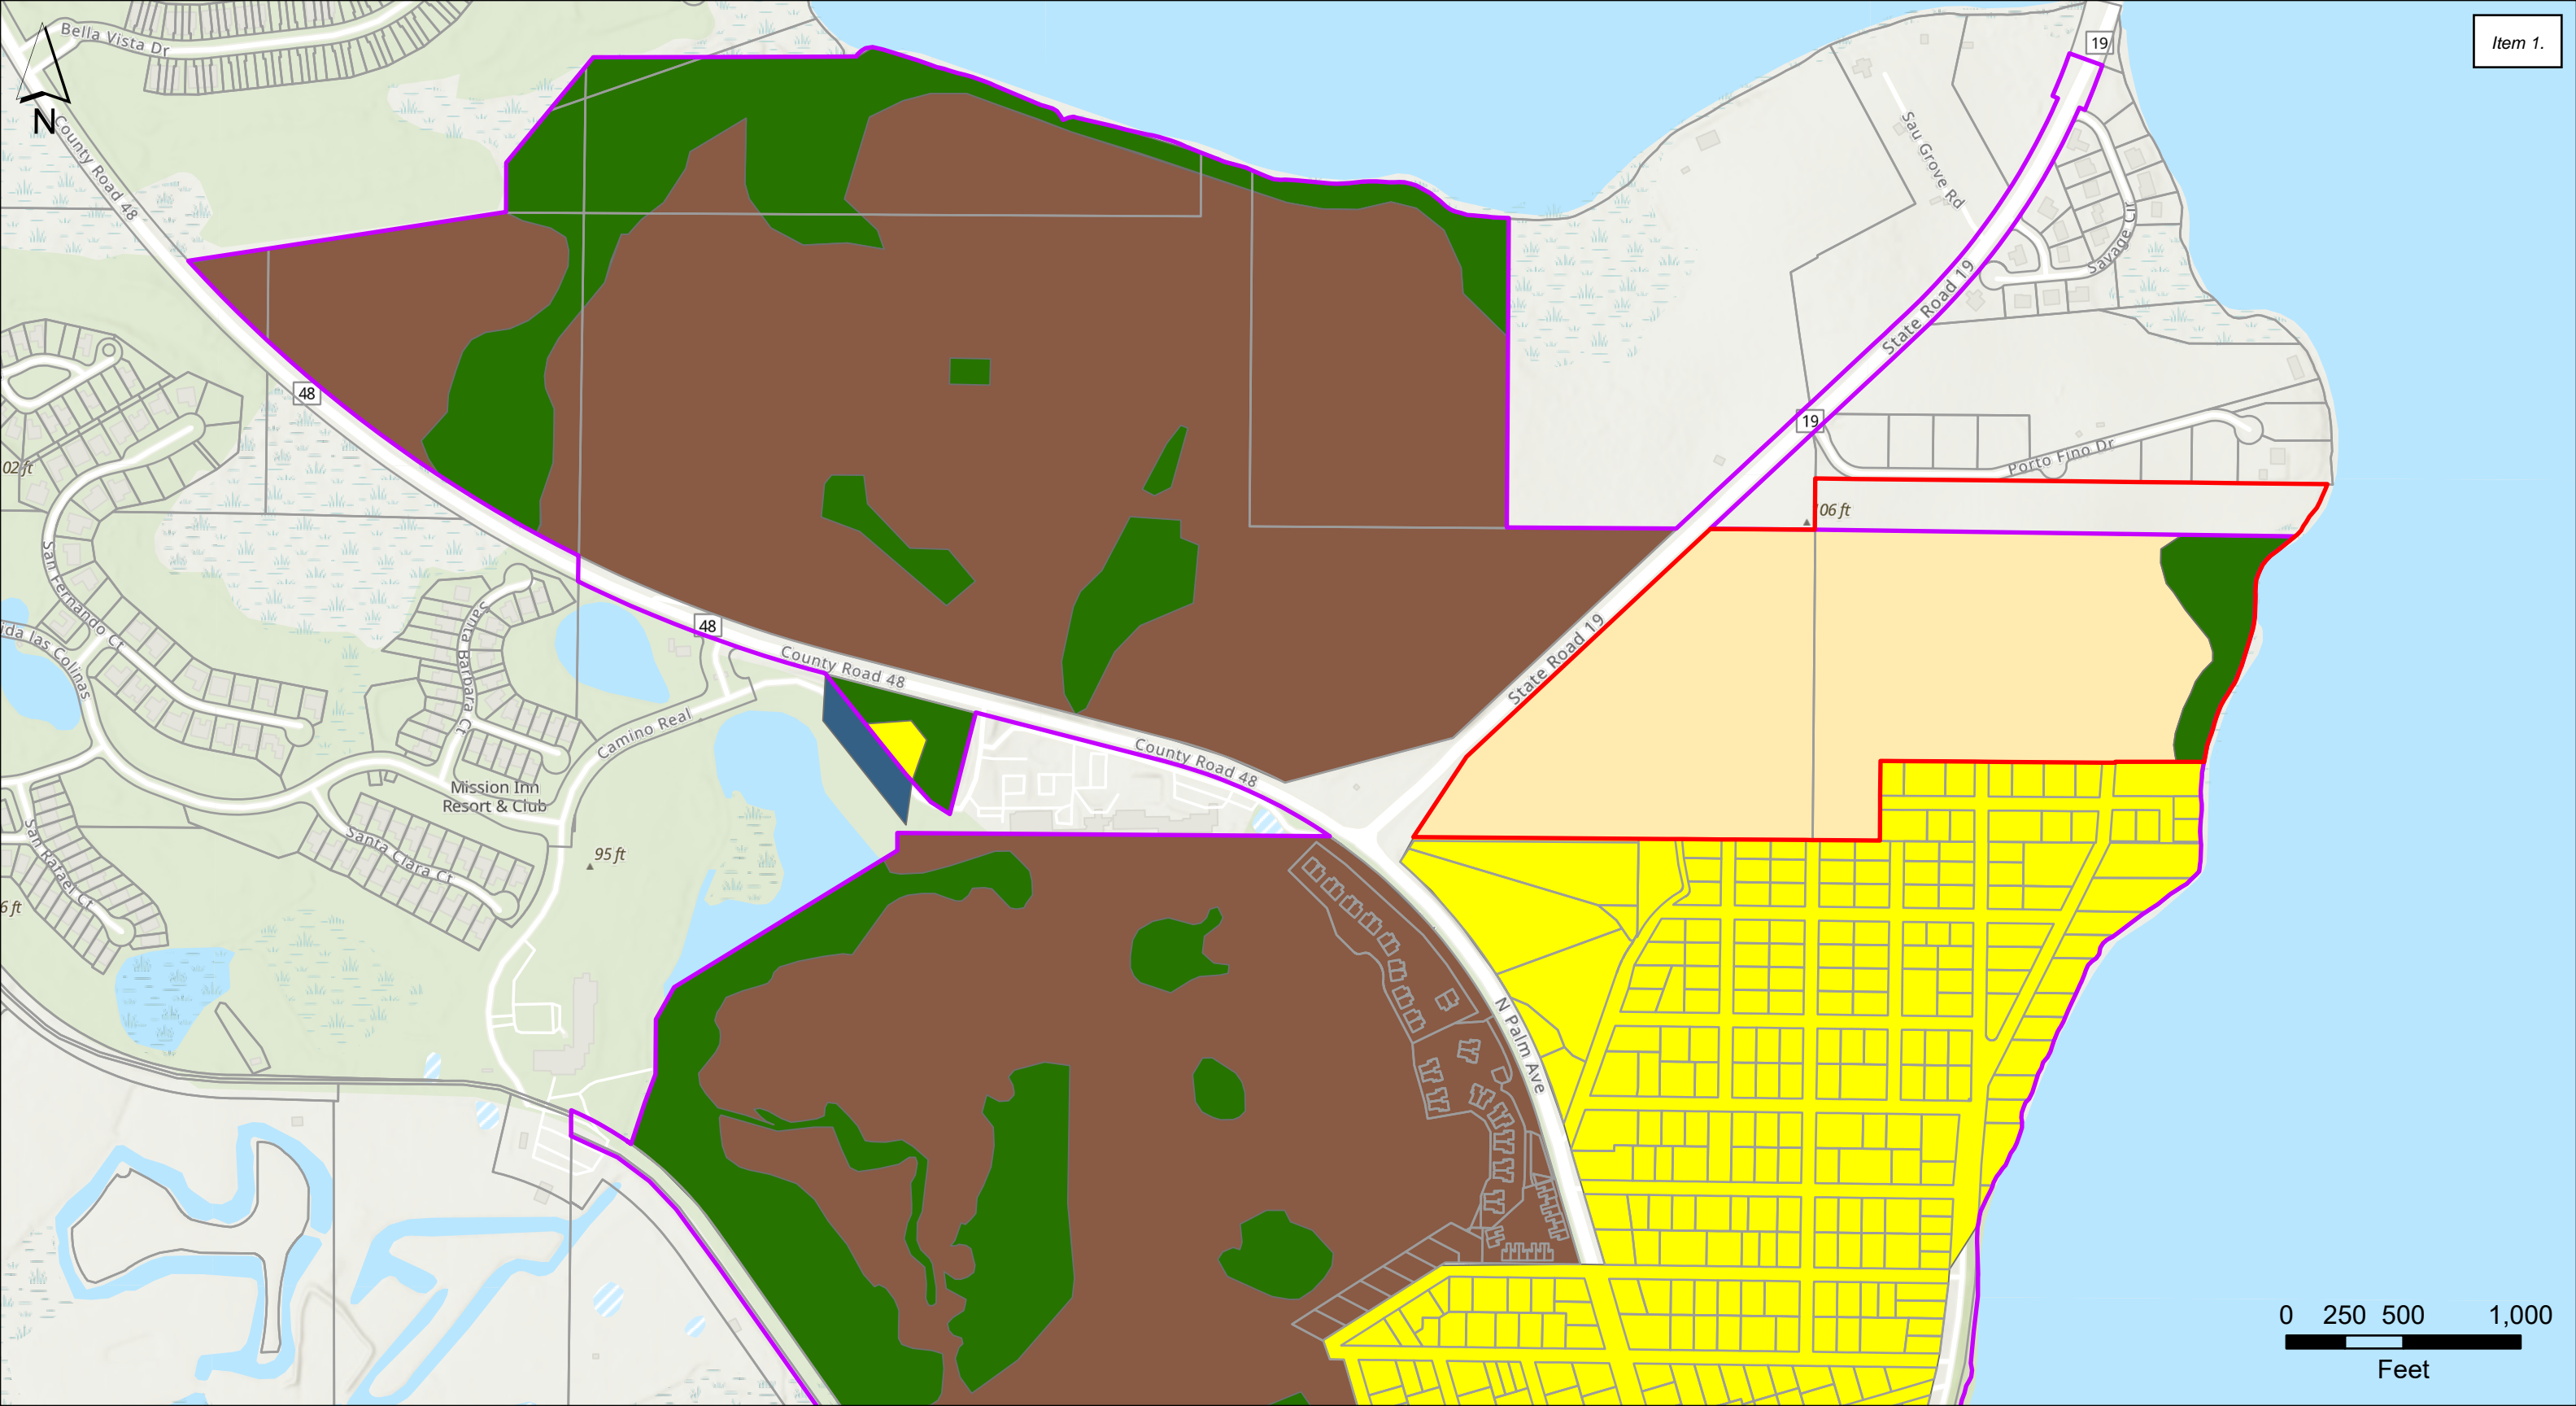 Bella Vista Dr
19
Item 1.
N
County Road 48
Sau Grove Rd
Savage Cir
State Road 19
48
19
Porto Fino Dr
02 ft
06 ft
San Fernando Ct
Santa Barbara Ct
48
County Road 48
State Road 19
ida las Colinas
Camino Real
County Road 48
Mission Inn
Resort & Club
San Rafael Ct
Santa Clara Ct
95 ft
6 ft
N Palm Ave
0 250 500 1,000
Feet